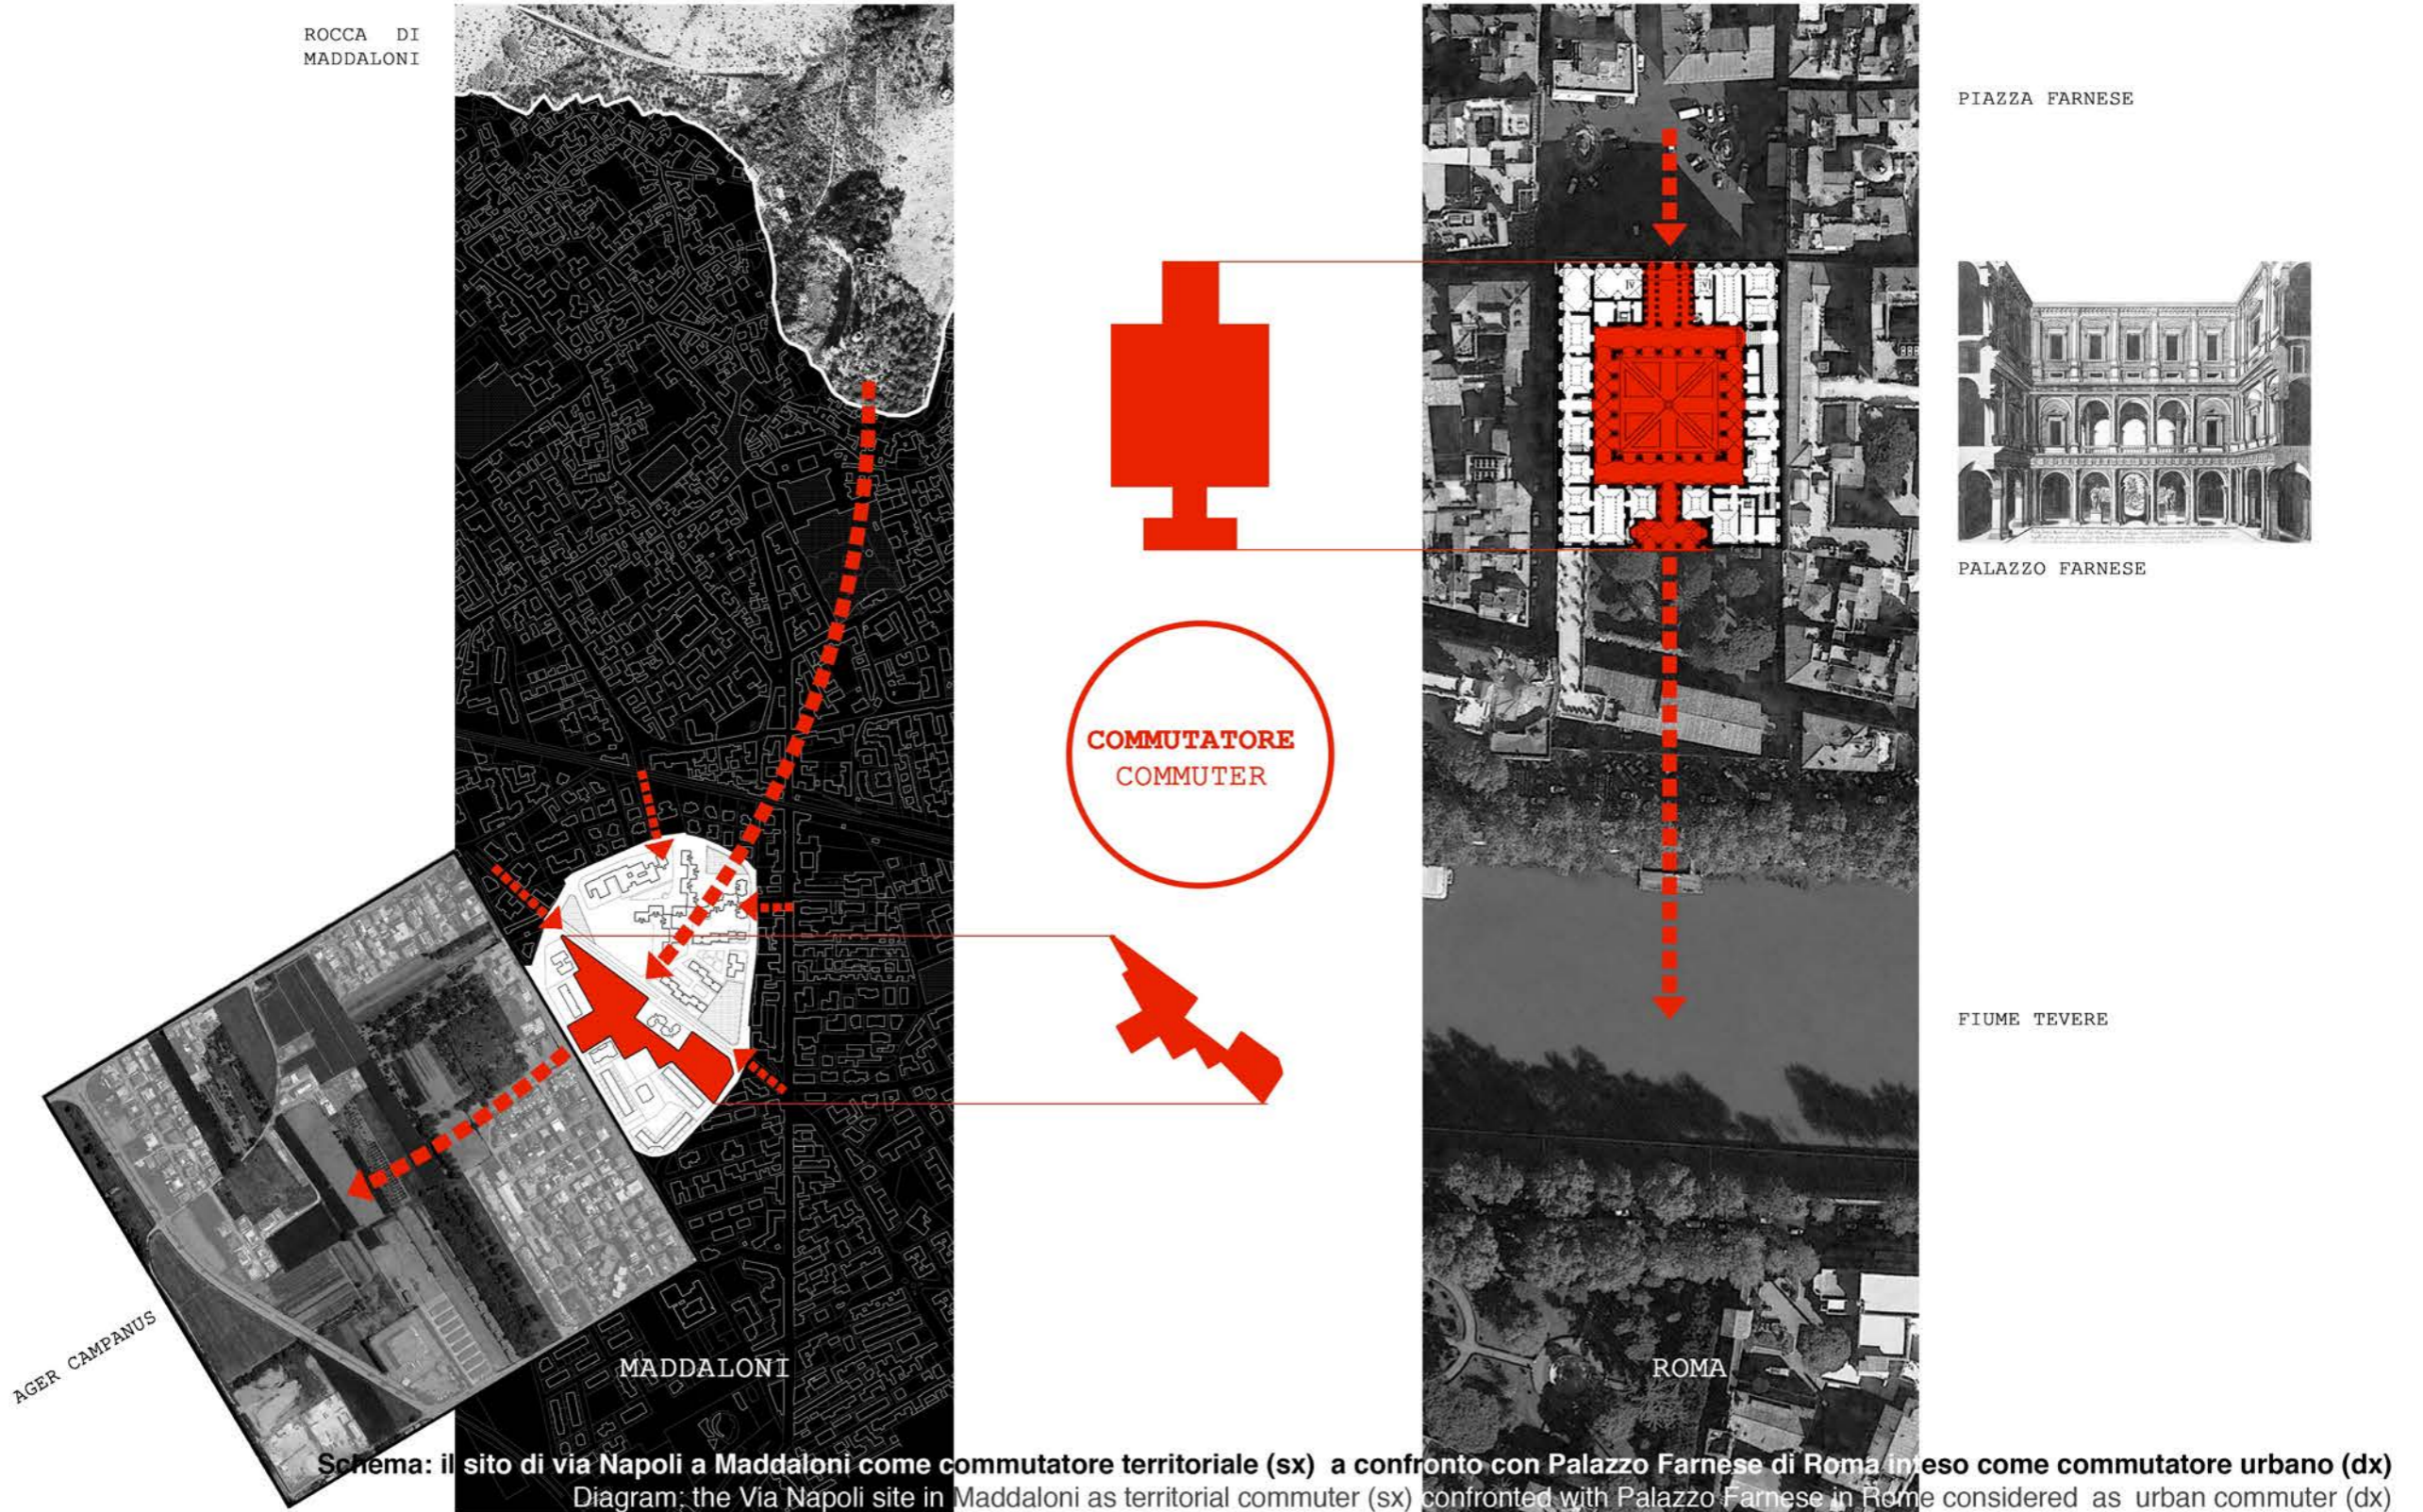 ROCCA DI
MADDALONI
PIAZZA FARNESE
PALAZZO FARNESE
COMMUTATORE
COMMUTER
FIUME TEVERE
AGER CAMPANUS
MADDALONI
ROMA
Schema: il sito di via Napoli a Maddaloni come commutatore territoriale (sx) a confronto con Palazzo Farnese di Roma inteso come commutatore urbano (dx)
Diagram: the Via Napoli site in Maddaloni as territorial commuter (sx) confronted with Palazzo Farnese in Rome considered as urban commuter (dx)